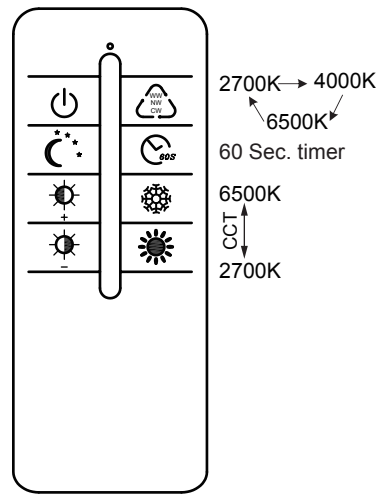 WW
NW
CW
2700K 4000K
6500K
60S
60 Sec. timer
+
6500K
CCT
−
2700K